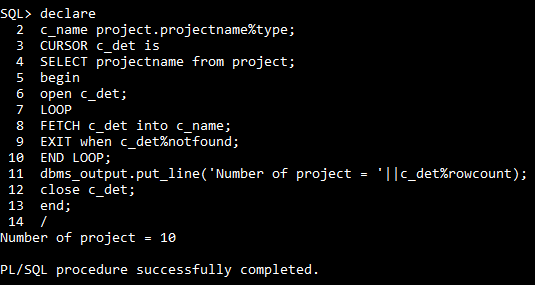 SQL> declare
2 c_name project.projectname%type;
3 CURSOR c_det is
4 SELECT projectname from project;
5 begin
6 open c_det;
7 LOOP
8 FETCH c_det into c_name;
9 EXIT when c_det%notfound;
10 END LOOP;
11 dbms_output.put_line('Number of project = '||c_det%rowcount);
12 close c_det;
13 end;
14 /
Number of project = 10
PL/SQL procedure successfully completed.